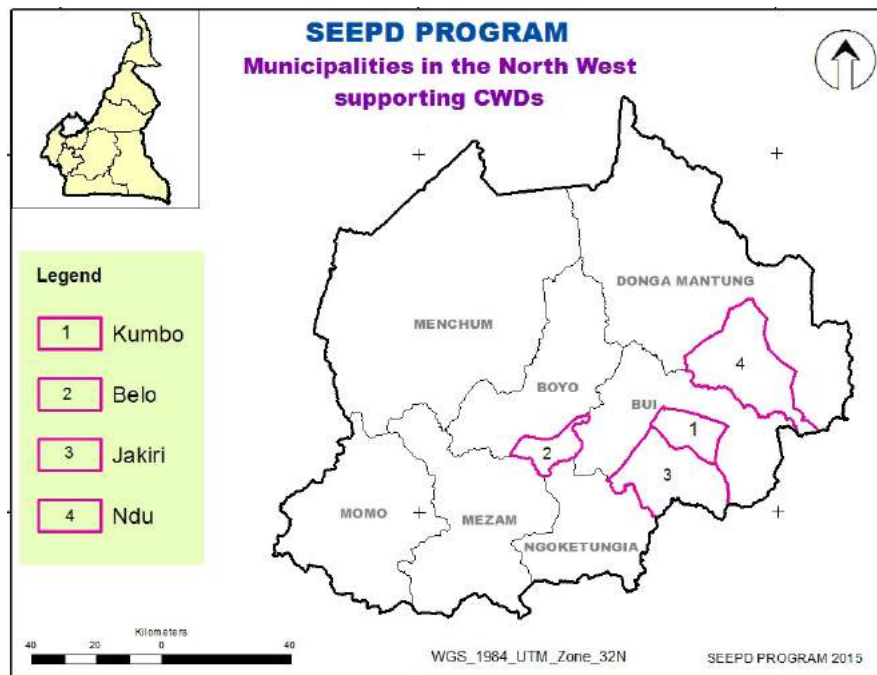 SEEPD PROGRAM
Municipalities in the North West
supporting CWDs
Legend
1 Kumbo
2 Belo
3 Jakiri
4 Ndu
DONGA MANTUNG
MENCHUM
4
BOYO
BUI
1
2
3
MOMO
MEZAM
NGOKETUNGIA
Kilometers
40 20 0 40
WGS_1984_UTM_Zone_32N
SEEPD PROGRAM 2015